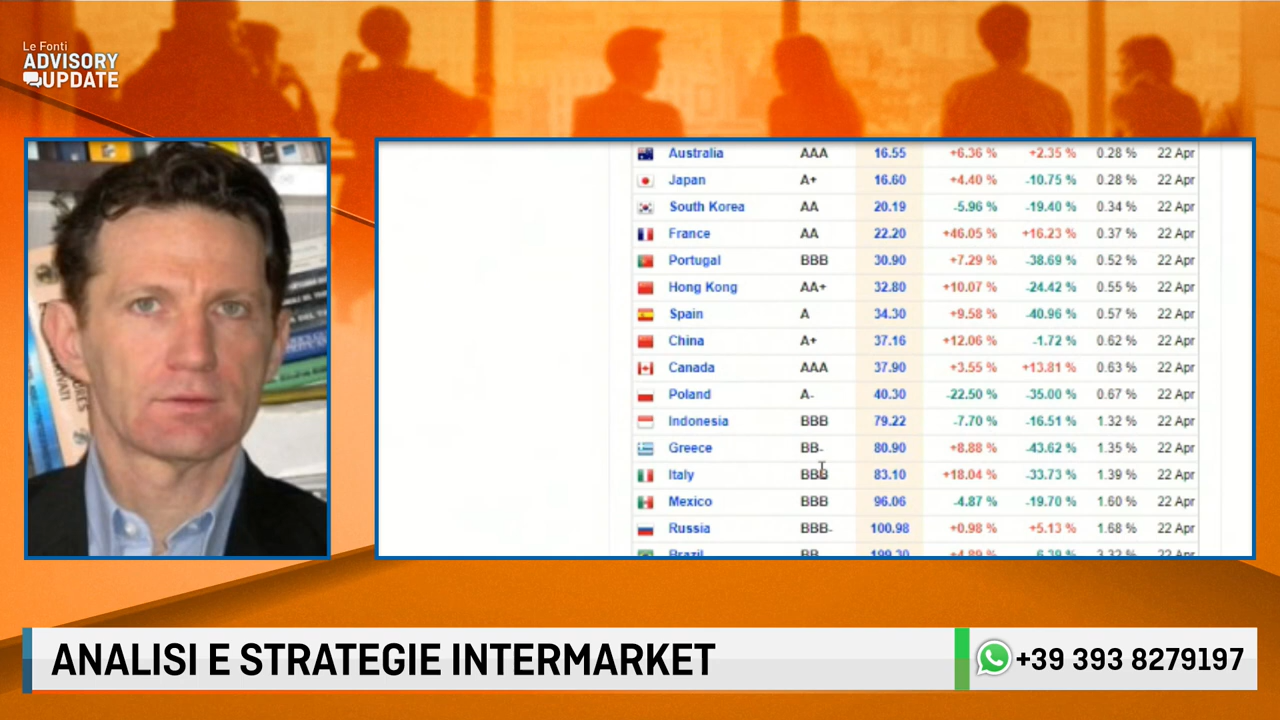 Le Fonti
ADVISORY
UPDATE
Australia AAA 16.55 +6.36 % +2.35 % 0.28 % 22 Apr
Japan A+ 16.60 +4.40 % -10.75 % 0.28 % 22 Apr
South Korea AA 20.19 -5.96 % -19.40 % 0.34 % 22 Apr
France AA 22.20 +46.05 % +16.23 % 0.37 % 22 Apr
Portugal BBB 30.90 +7.29 % -38.69 % 0.52 % 22 Apr
Hong Kong AA+ 32.80 +10.07 % -24.42 % 0.55 % 22 Apr
Spain A 34.30 +9.58 % -40.96 % 0.57 % 22 Apr
China A+ 37.16 +12.06 % -1.72 % 0.62 % 22 Apr
Canada AAA 37.90 +3.55 % +13.81 % 0.63 % 22 Apr
Poland A- 40.30 -22.50 % -35.00 % 0.67 % 22 Apr
Indonesia BBB 79.22 -7.70 % -16.51 % 1.32 % 22 Apr
Greece BB- 80.90 +8.88 % -43.62 % 1.35 % 22 Apr
Italy BBB 83.10 +18.04 % -33.73 % 1.39 % 22 Apr
Mexico BBB 96.06 -4.87 % -19.70 % 1.60 % 22 Apr
Russia BBB- 100.98 +0.98 % +5.13 % 1.68 % 22 Apr
Brazil BB 22 Apr
ANALISI E STRATEGIE INTERMARKET
+39 393 8279197